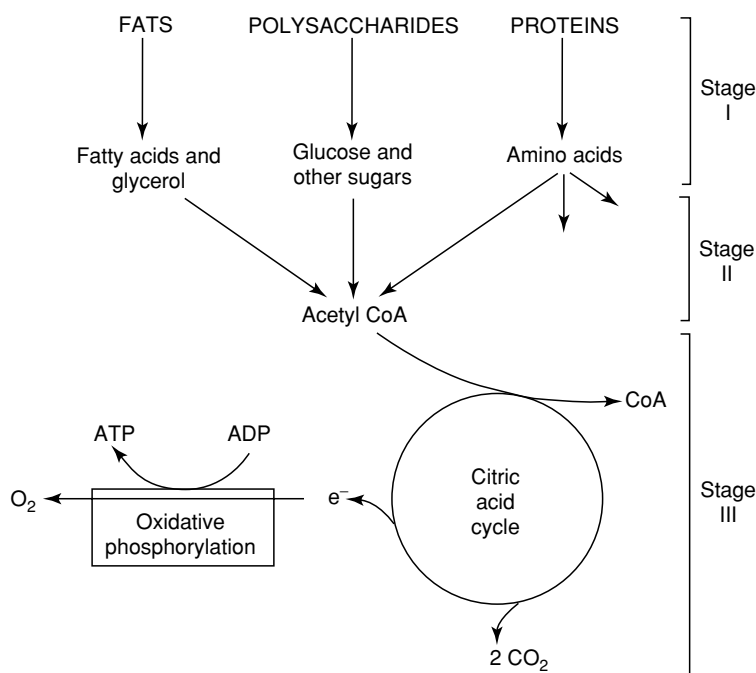 FATS
POLYSACCHARIDES
PROTEINS
Stage
I
Fatty acids and
glycerol
Glucose and
other sugars
Amino acids
Stage
II
Acetyl CoA
CoA
ATP
ADP
Citric
acid
cycle
O₂
e⁻
Oxidative
phosphorylation
Stage
III
2 CO₂